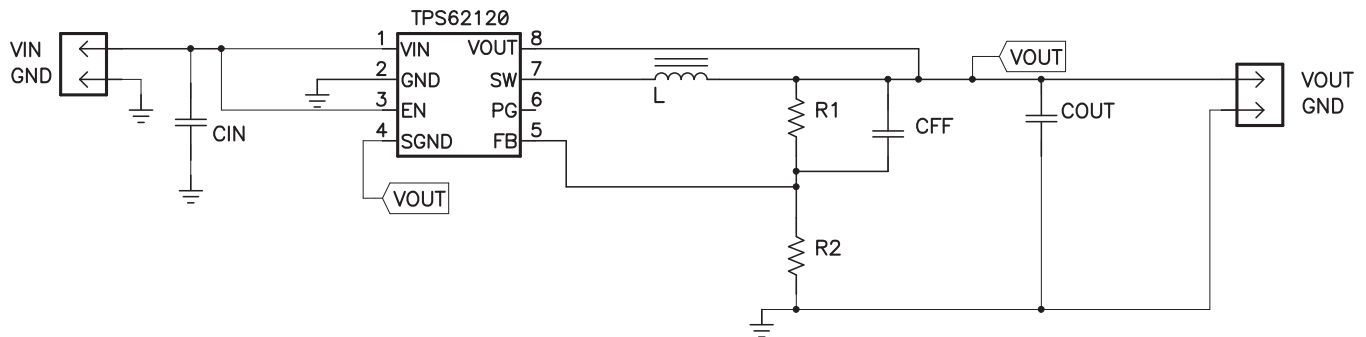 TPS62120
VIN
GND
1
VIN
VOUT
8
2
GND
SW
7
3
EN
PG
6
4
SGND
FB
5
CIN
VOUT
L
R1
CFF
VOUT
COUT
VOUT
GND
R2